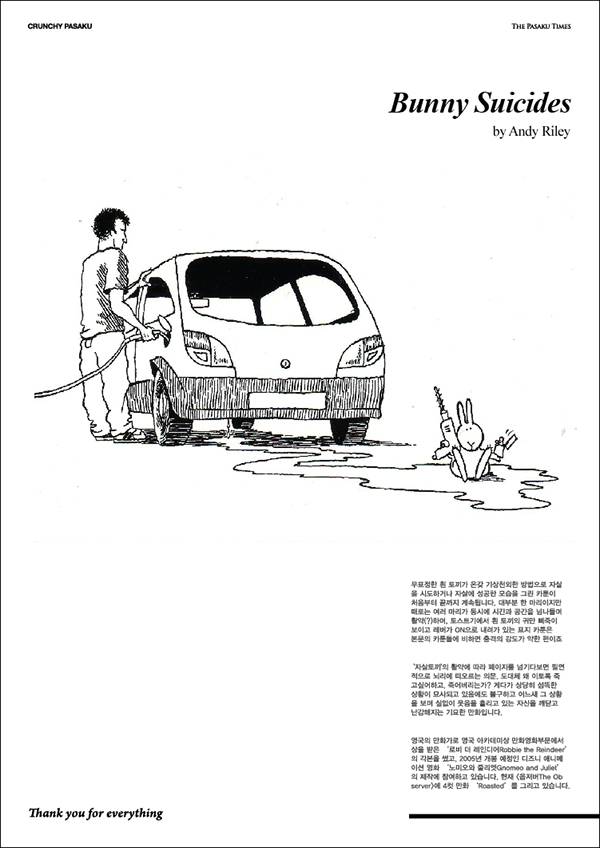 CRUNCHY PASAKU
THE PASAKU TIMES
Bunny Suicides
by Andy Riley
무표정한 흰 토끼가 온갖 기상천외한 방법으로 자살
을 시도하거나 자살에 성공한 모습을 그린 카툰이
처음부터 끝까지 계속됩니다. 대부분 한 마리이지만
때로는 여러 마리가 동시에 시간과 공간을 넘나들며
활약(?)하며, 토스트기에서 흰 토끼의 귀만 삐죽이
보이고 레버가 ON으로 내려가 있는 표지 카툰은
본문의 카툰들에 비하면 충격의 강도가 약한 편이죠
'자살토끼'의 활약에 따라 페이지를 넘기다보면 필연
적으로 뇌리에 떠오르는 의문, 도대체 왜 이토록 죽
고싶어하고, 죽어버리는가? 게다가 상당히 섬뜩한
상황이 묘사되고 있음에도 불구하고 어느새 그 상황
을 보며 실없이 웃음을 흘리고 있는 자신을 깨닫고
난감해지는 기묘한 만화입니다.
영국의 만화가로 영국 아카테미상 만화영화부문에서
상을 받은 '로비 더 레인디어Robbie the Reindeer'
의 각본을 썼고, 2005년 개봉 예정인 디즈니 애니메
이션 영화 '노미오와 줄리엣Gnomeo and Juliet'
의 제작에 참여하고 있습니다. 현재 <옵저버The Ob
server>에 4컷 만화 'Roasted' 를 그리고 있습니다.
Thank you for everything